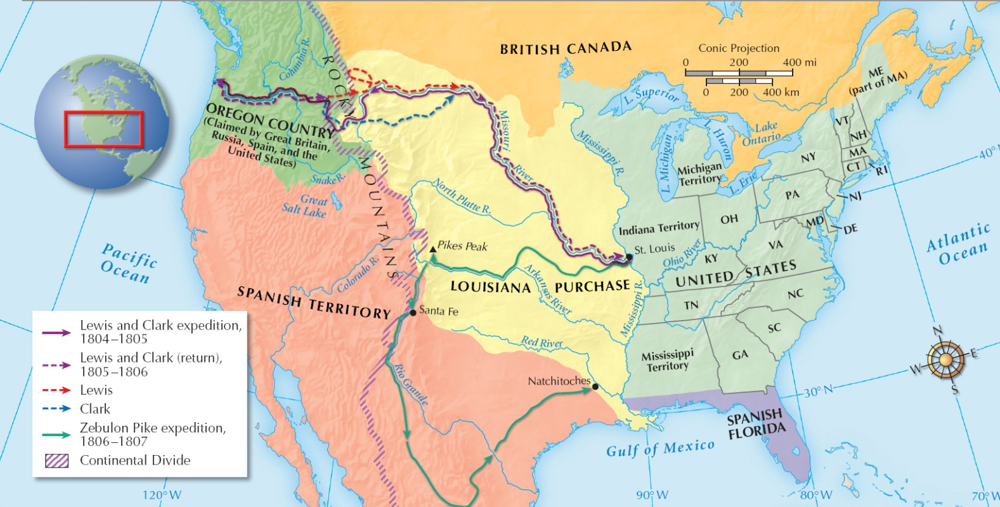 BRITISH CANADA
Conic Projection
0 200 400 mi
0 200 400 km
ROCKY
MOUNTAINS
Columbia R.
OREGON COUNTRY
(Claimed by Great Britain,
Russia, Spain, and the
United States)
Snake R.
Great
Salt Lake
Missouri
River
Mississippi R.
L. Superior
L. Michigan
L. Huron
Lake
Ontario
L. Erie
ME
(part of MA)
VT
NH
MA
CT
RI
NY
PA
NJ
MD
DE
Michigan
Territory
Indiana Territory
OH
VA
KY
Ohio River
St. Louis
UNITED STATES
North Platte R.
Pikes Peak
LOUISIANA PURCHASE
Arkansas River
Mississippi R.
TN
NC
SC
GA
Mississippi
Territory
Colorado R.
SPANISH TERRITORY
Santa Fe
Red River
Rio Grande
Natchitoches
SPANISH
FLORIDA
Gulf of Mexico
Pacific
Ocean
Atlantic
Ocean
40°N
30°N
120°W
90°W
80°W
70°W
N
E
S
W
Lewis and Clark expedition,
1804–1805
Lewis and Clark (return),
1805–1806
Lewis
Clark
Zebulon Pike expedition,
1806–1807
Continental Divide